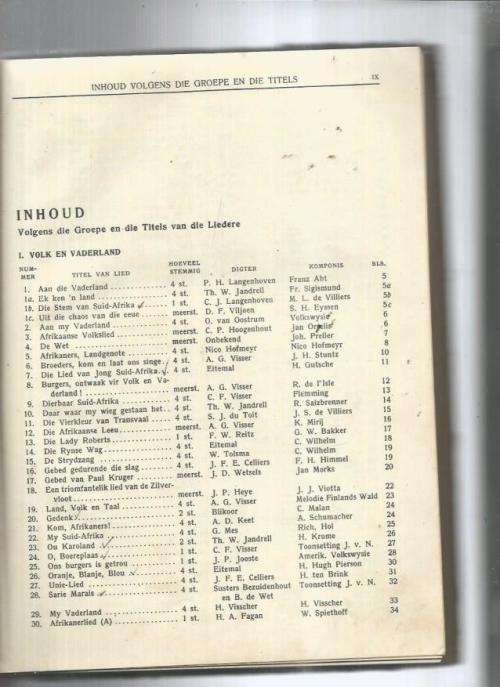 INHOUD VOLGENS DIE GROEPE EN DIE TITELS IX
INHOUD
Volgens die Groepe en die Titels van die Liedere
I. VOLK EN VADERLAND
NUM- HOEVEEL
MER TITEL VAN LIED STEMMIG DIGTER KOMPONIS BLS.
1. Aan die Vaderland 4 st. P. H. Langenhoven Franz Abt 5
1a. Ek ken 'n land 4 st. Th. W. Jandrell Fr. Sigismund 5a
1b. Die Stem van Suid-Afrika 1 st. C. J. Langenhoven M. L. de Villiers 5b
1c. Uit die chaos van die eeue meerst. D. F. Viljoen S. H. Eyssen 5c
2. Aan my Vaderland 4 st. O. van Oostrum Volkswysie 6
3. Afrikaanse Volkslied meerst. C. P. Hoogenhout Jan 6
4. De Wet meerst. Onbekend Joh. Preller 7
5. Afrikaners, Landgenote 4 st. Nico Hofmeyr Nico Hofmeyr 8
6. Broeders, kom en laat ons singe 4 st. A. G. Visser J. H. Stuntz 10
7. Die Lied van Jong Suid-Afrika 4 st. Eitemal H. Gutsche 11
8. Burgers, ontwaak vir Volk en Va-
derland! meerst. A. G. Visser R. de l'Isle 12
9. Dierbaar Suid-Afrika 4 st. C. F. Visser Flemming 13
10. Daar waar my wieg gestaan het 4 st. Th. W. Jandrell R. Salzbrenner 14
11. Die Vierkleur van Transvaal 4 st. S. J. du Toit J. S. de Villiers 15
12. Die Afrikaanse Leeu meerst. A. G. Visser K. Mirij 16
13. Die Lady Roberts 1 st. F. W. Reitz G. W. Bakker 17
14. Die Rynse Wag 4 st. Eitemal C. Wilhelm 18
15. De Strydzang 4 st. W. Tolsma C. Wilhelm 19
16. Gebed gedurende die slag 4 st. J. F. E. Celliers F. H. Himmel 19
17. Gebed van Paul Kruger meerst. J. D. Wetzels Jan Morks 20
18. Een triomfantelik lied van de Zilver-
vloot meerst. J. P. Heye J. J. Viotta 22
19. Land, Volk en Taal 4 st. A. G. Visser Melodie Finlands Wald 23
20. Gedenk 2 st. Blikoor C. Malan 24
21. Kom, Afrikaners! 4 st. A. D. Keet A. Schumacher 24
22. My Suid-Afrika 4 st. G. Mes Rich. Hol 25
23. Ou Karoland 2 st. Th. W. Jandrell H. Krome 26
24. O, Boereplaas 1 st. C. F. Visser Toonsetting J. v. N. 27
25. Ons burgers is getrou 1 st. J. P. Jooste Amerik. Volkswysie 28
26. Oranje, Blanje, Blou 4 st. Eitemal H. Hugh Pierson 30
27. Unie-Lied 4 st. J. F. E. Celliers H. ten Brink 31
28. Sarie Marais 4 st. Susters Bezuidenhout Toonsetting J. v. N. 32
en B. de Wet
29. My Vaderland 4 st. H. Visscher H. Visscher 33
30. Afrikanerlied (A) 1 st. H. A. Fagan W. Spiethoff 34